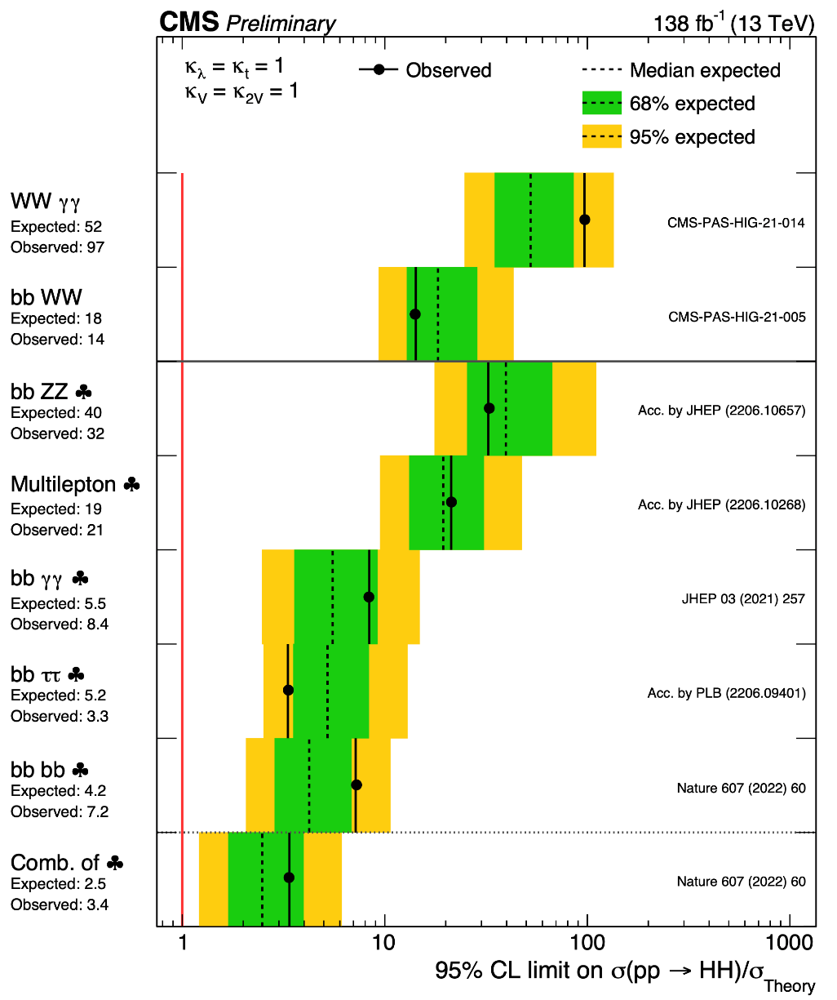 CMS Preliminary 138 fb⁻¹ (13 TeV)
κλ = κt = 1
κV = κ2V = 1
Observed
Median expected
68% expected
95% expected
WW γγ
Expected: 52
Observed: 97
CMS-PAS-HIG-21-014
bb WW
Expected: 18
Observed: 14
CMS-PAS-HIG-21-005
bb ZZ ♣
Expected: 40
Observed: 32
Acc. by JHEP (2206.10657)
Multilepton ♣
Expected: 19
Observed: 21
Acc. by JHEP (2206.10268)
bb γγ ♣
Expected: 5.5
Observed: 8.4
JHEP 03 (2021) 257
bb ττ ♣
Expected: 5.2
Observed: 3.3
Acc. by PLB (2206.09401)
bb bb ♣
Expected: 4.2
Observed: 7.2
Nature 607 (2022) 60
Comb. of ♣
Expected: 2.5
Observed: 3.4
Nature 607 (2022) 60
1 10 100 1000
95% CL limit on σ(pp → HH)/σTheory